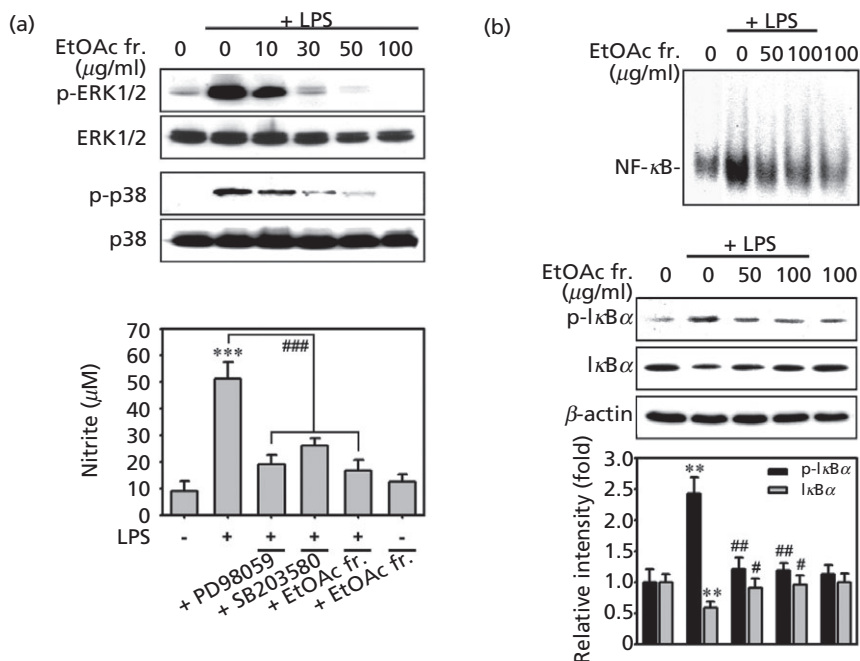 (a)
+ LPS
EtOAc fr. 0 0 10 30 50 100
(μg/ml)
p-ERK1/2
ERK1/2
p-p38
p38
Nitrite (μM)
70
60
50
40
30
20
10
0
***
###
LPS - + + + + -
+ PD98059
+ SB203580
+ EtOAc fr.
+ EtOAc fr.
(b)
+ LPS
EtOAc fr. 0 0 50 100 100
(μg/ml)
NF-κB-
+ LPS
EtOAc fr. 0 0 50 100 100
(μg/ml)
p-IκBα
IκBα
β-actin
Relative intensity (fold)
3.0
2.5
2.0
1.5
1.0
0.5
0
p-IκBα
IκBα
**
**
##
#
##
#